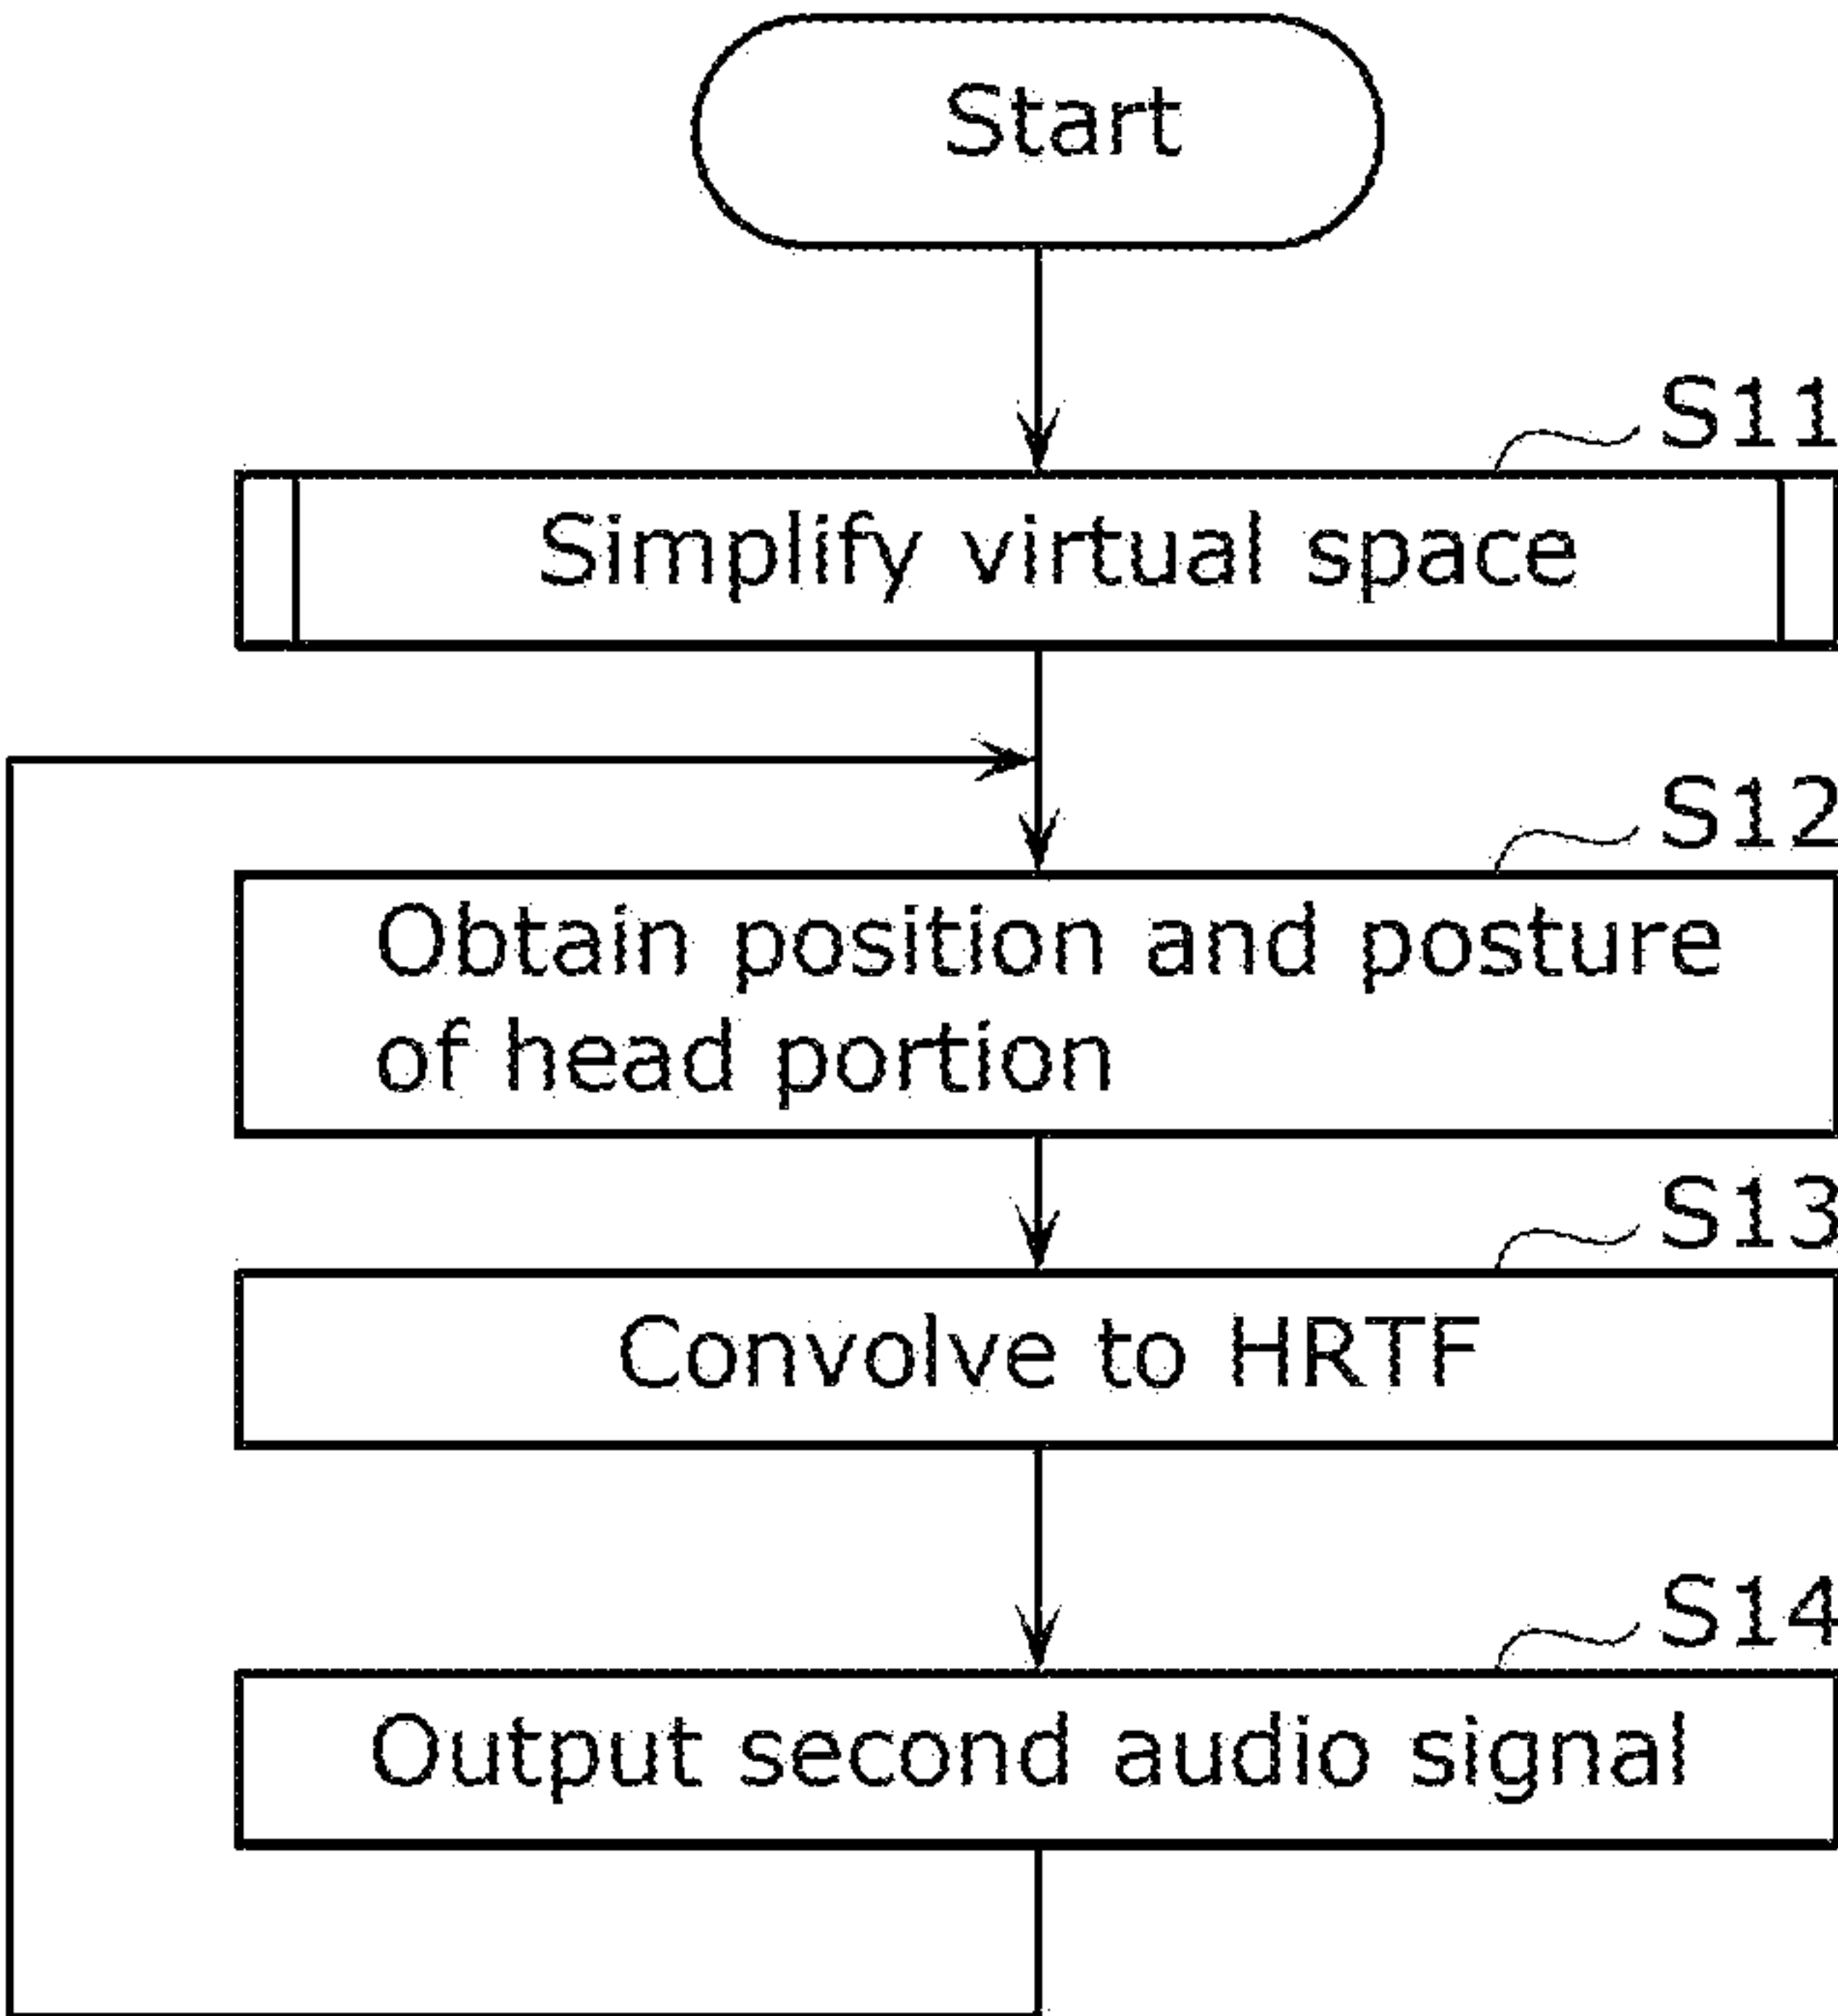 Start
S11
Simplify virtual space
S12
Obtain position and posture
of head portion
S13
Convolve to HRTF
S14
Output second audio signal